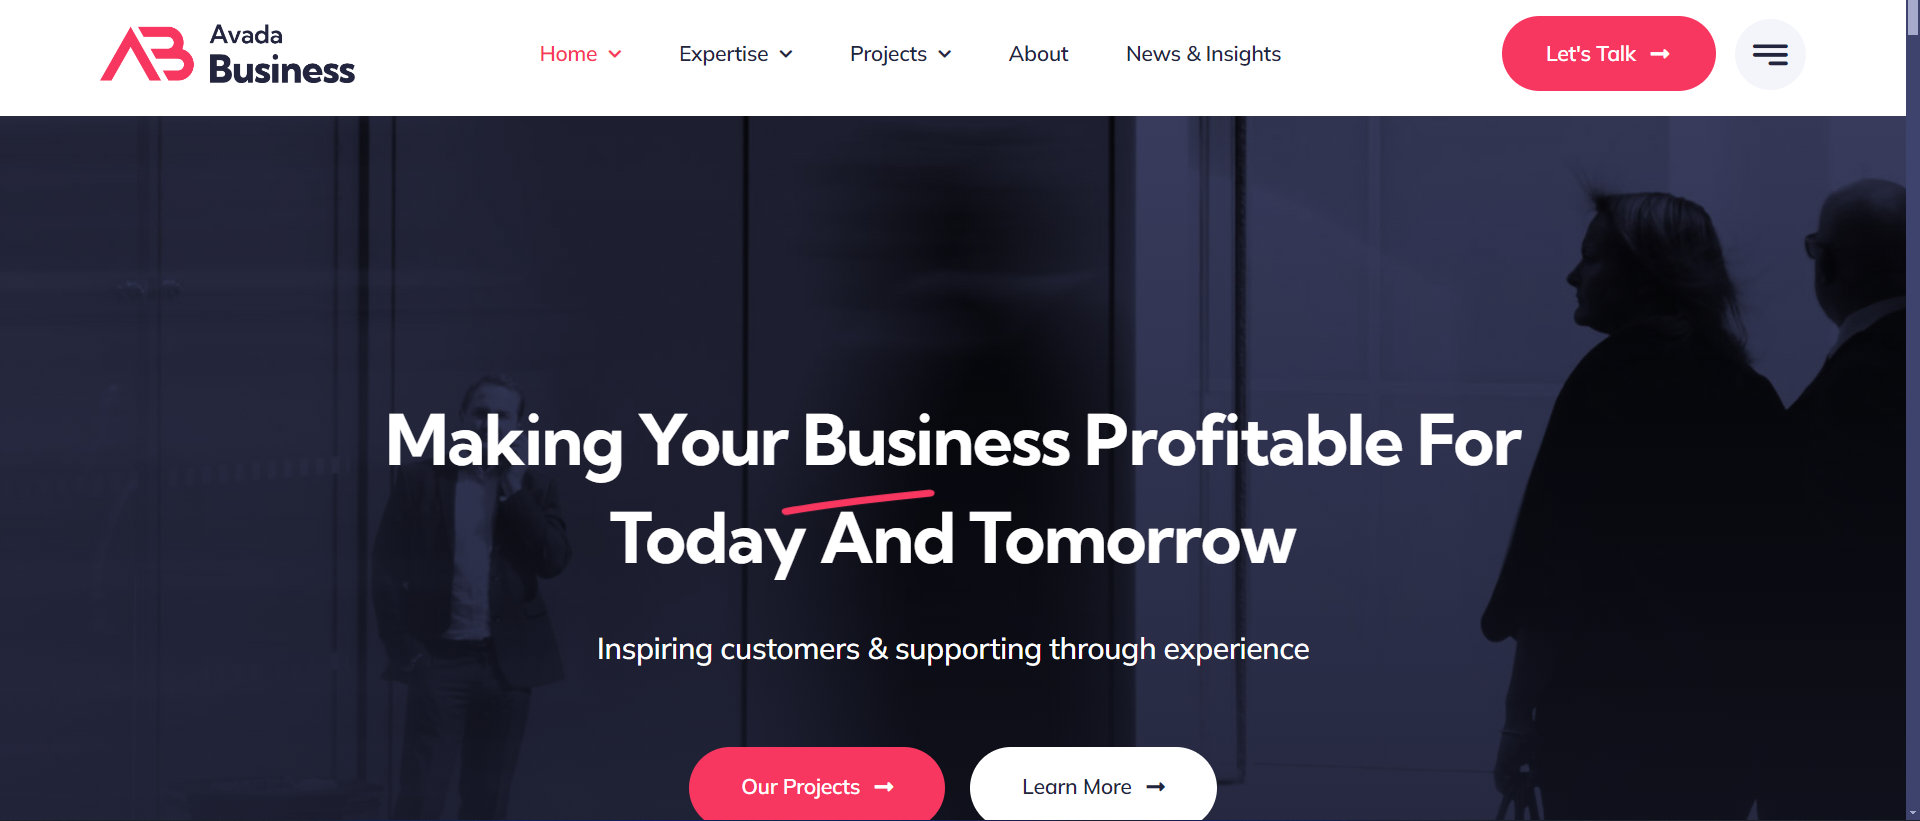 Avada
Business
Home
Expertise
Projects
About
News & Insights
Let's Talk
Making Your Business Profitable For
Today And Tomorrow
Inspiring customers & supporting through experience
Our Projects
Learn More